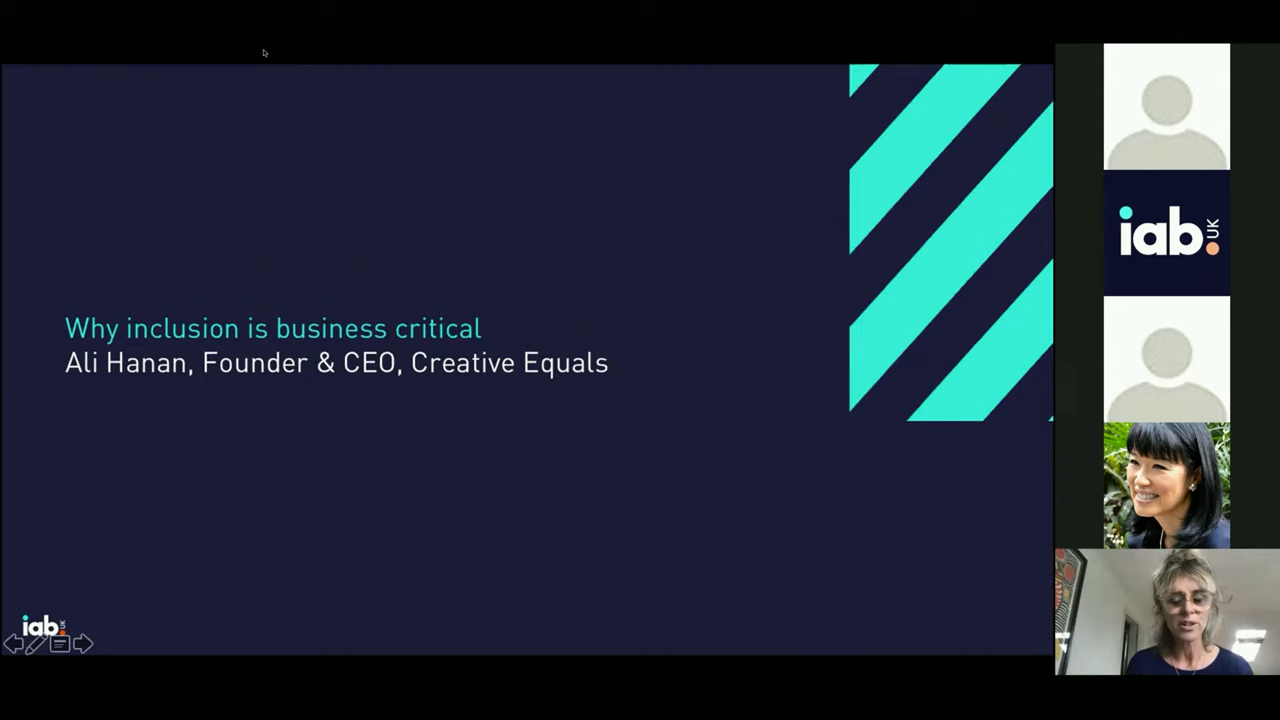 Why inclusion is business critical
Ali Hanan, Founder & CEO, Creative Equals
iab.UK
iab.UK